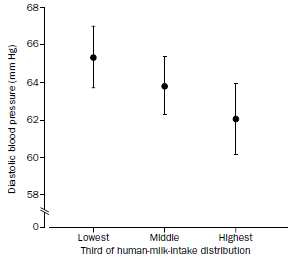 Diastolic blood pressure (mm Hg)
68
66
64
62
60
58
0
Lowest Middle Highest
Third of human-milk-intake distribution